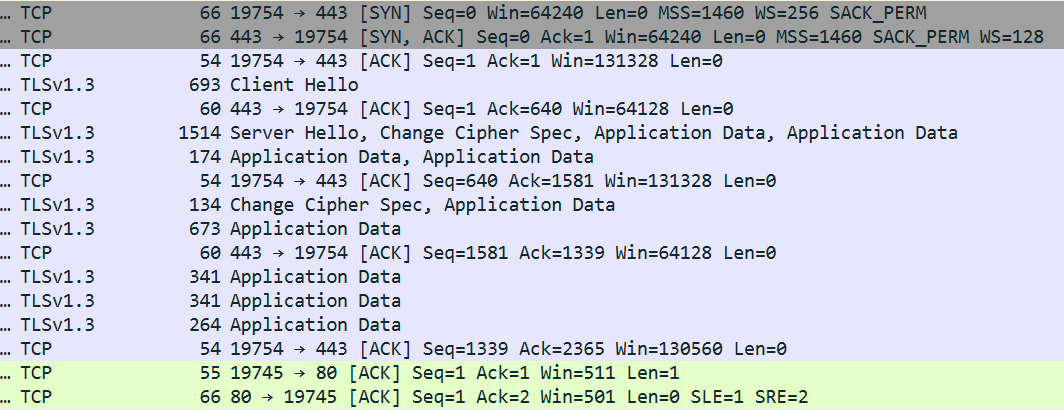 … TCP 66 19754 → 443 [SYN] Seq=0 Win=64240 Len=0 MSS=1460 WS=256 SACK_PERM
… TCP 66 443 → 19754 [SYN, ACK] Seq=0 Ack=1 Win=64240 Len=0 MSS=1460 SACK_PERM WS=128
… TCP 54 19754 → 443 [ACK] Seq=1 Ack=1 Win=131328 Len=0
… TLSv1.3 693 Client Hello
… TCP 60 443 → 19754 [ACK] Seq=1 Ack=640 Win=64128 Len=0
… TLSv1.3 1514 Server Hello, Change Cipher Spec, Application Data, Application Data
… TLSv1.3 174 Application Data, Application Data
… TCP 54 19754 → 443 [ACK] Seq=640 Ack=1581 Win=131328 Len=0
… TLSv1.3 134 Change Cipher Spec, Application Data
… TLSv1.3 673 Application Data
… TCP 60 443 → 19754 [ACK] Seq=1581 Ack=1339 Win=64128 Len=0
… TLSv1.3 341 Application Data
… TLSv1.3 341 Application Data
… TLSv1.3 264 Application Data
… TCP 54 19754 → 443 [ACK] Seq=1339 Ack=2365 Win=130560 Len=0
… TCP 55 19745 → 80 [ACK] Seq=1 Ack=1 Win=511 Len=1
… TCP 66 80 → 19745 [ACK] Seq=1 Ack=2 Win=501 Len=0 SLE=1 SRE=2